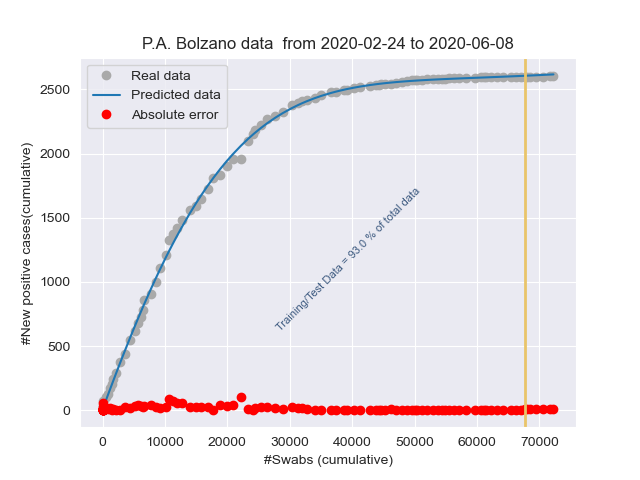 P.A. Bolzano data  from 2020-02-24 to 2020-06-08
Real data
Predicted data
Absolute error
#New positive cases(cumulative)
2500
2000
1500
1000
500
0
Training/Test Data = 93.0 % of total data
0 10000 20000 30000 40000 50000 60000 70000
#Swabs (cumulative)